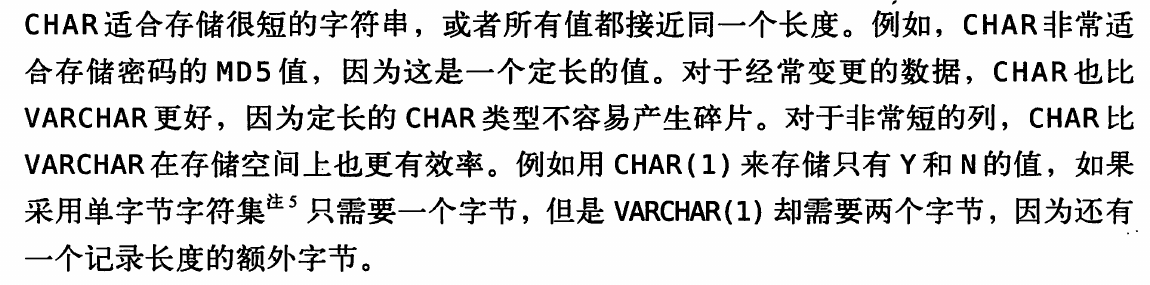 CHAR适合存储很短的字符串，或者所有值都接近同一个长度。例如，CHAR非常适
合存储密码的MD5值，因为这是一个定长的值。对于经常变更的数据，CHAR也比
VARCHAR更好，因为定长的CHAR类型不容易产生碎片。对于非常短的列，CHAR比
VARCHAR在存储空间上也更有效率。例如用CHAR(1)来存储只有Y和N的值，如果
采用单字节字符集注5只需要一个字节，但是VARCHAR(1)却需要两个字节，因为还有
一个记录长度的额外字节。